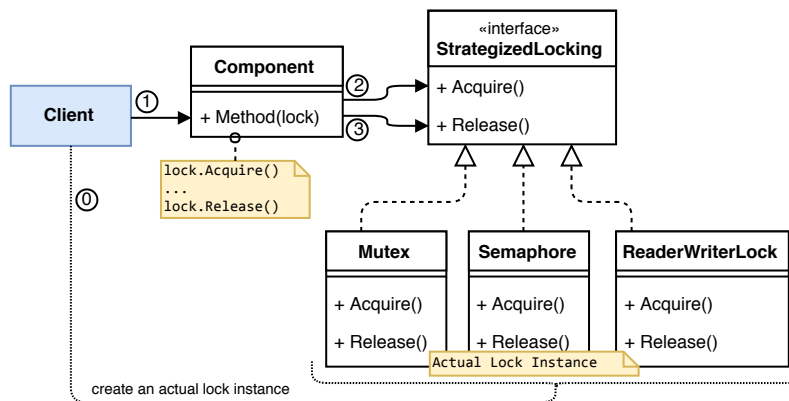 «interface»
StrategizedLocking
+ Acquire()
+ Release()
Component
+ Method(lock)
Client
1
2
3
0
lock.Acquire()
...
lock.Release()
Mutex
+ Acquire()
+ Release()
Semaphore
+ Acquire()
+ Release()
ReaderWriterLock
+ Acquire()
+ Release()
Actual Lock Instance
create an actual lock instance